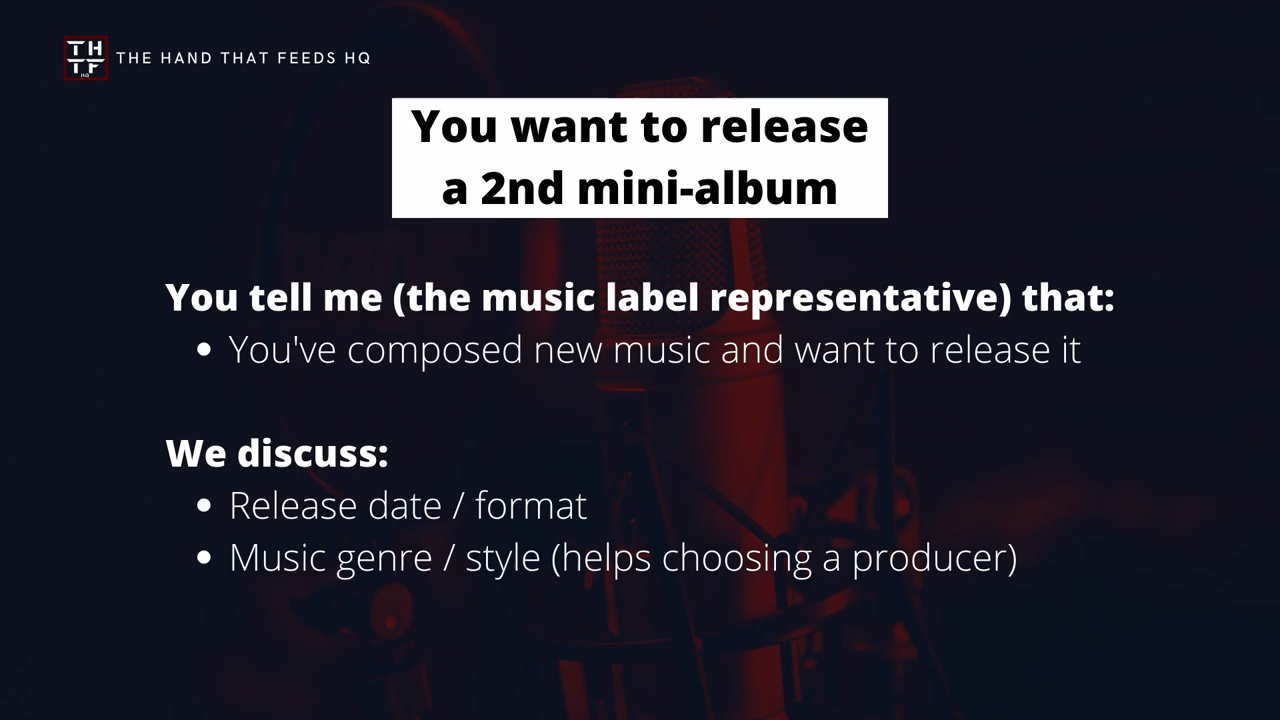 TH
TF
HQ
THE HAND THAT FEEDS HQ
You want to release
a 2nd mini-album
You tell me (the music label representative) that:
• You've composed new music and want to release it
We discuss:
• Release date / format
• Music genre / style (helps choosing a producer)